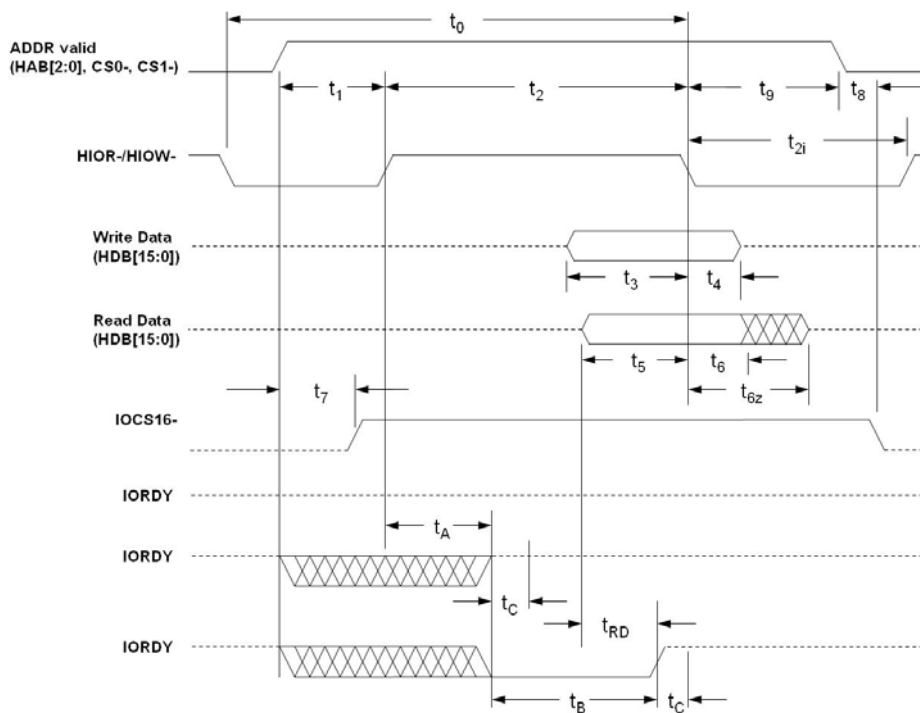 t0
ADDR valid
(HAB[2:0], CS0-, CS1-)
t1
t2
t9
t8
HIOR-/HIOW-
t2i
Write Data
(HDB[15:0])
t3
t4
Read Data
(HDB[15:0])
t5
t6
t7
t6z
IOCS16-
IORDY
tA
IORDY
tC
tRD
IORDY
tB
tC